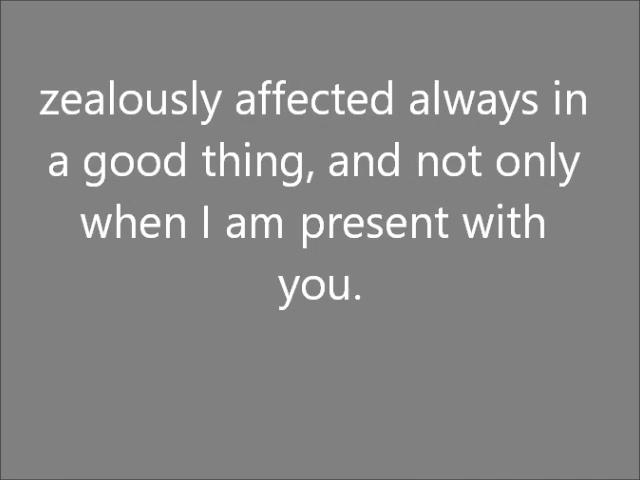 zealously affected always in
a good thing, and not only
when I am present with
you.